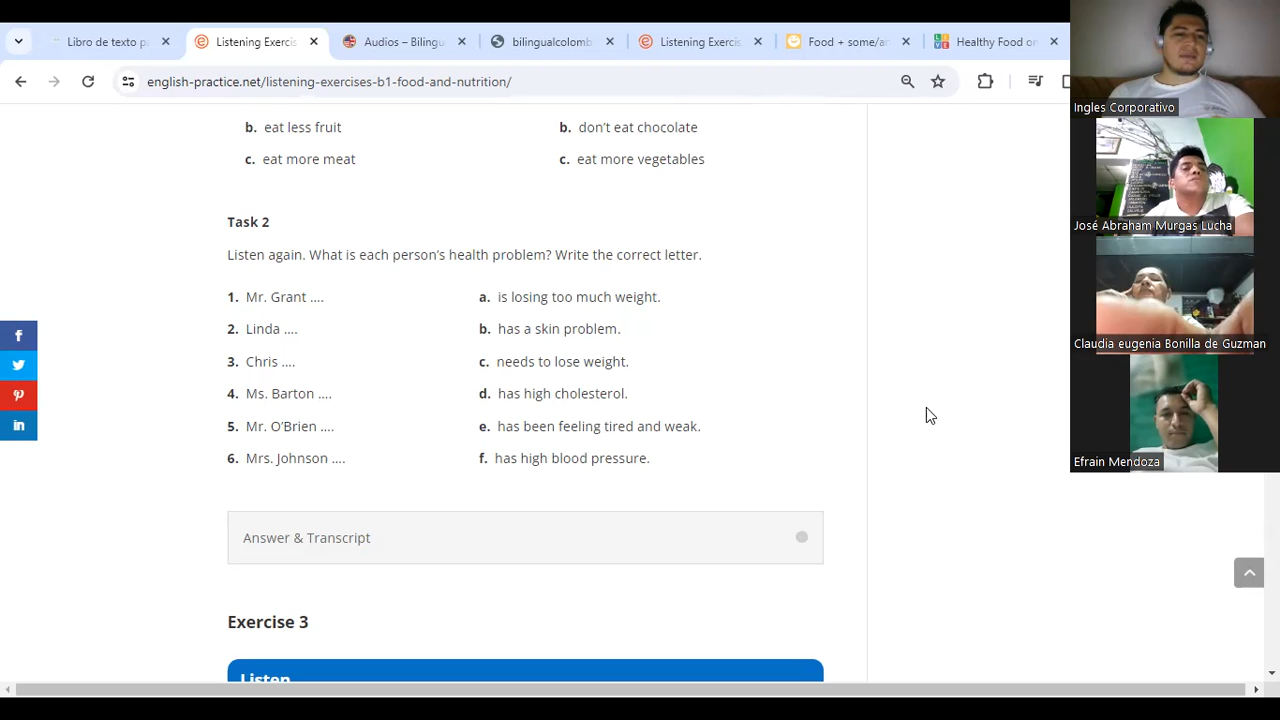 Libro de texto pa
Listening Exercis
Audios – Bilingu
bilingualcolomb
Listening Exercis
Food + some/an
Healthy Food on
english-practice.net/listening-exercises-b1-food-and-nutrition/
b. eat less fruit
b. don't eat chocolate
c. eat more meat
c. eat more vegetables
Task 2
Listen again. What is each person's health problem? Write the correct letter.
1. Mr. Grant ....
a. is losing too much weight.
2. Linda ....
b. has a skin problem.
3. Chris ....
c. needs to lose weight.
4. Ms. Barton ....
d. has high cholesterol.
5. Mr. O'Brien ....
e. has been feeling tired and weak.
6. Mrs. Johnson ....
f. has high blood pressure.
Answer & Transcript
Exercise 3
Listen
Ingles Corporativo
José Abraham Murgas Lucha
Claudia eugenia Bonilla de Guzman
Efrain Mendoza